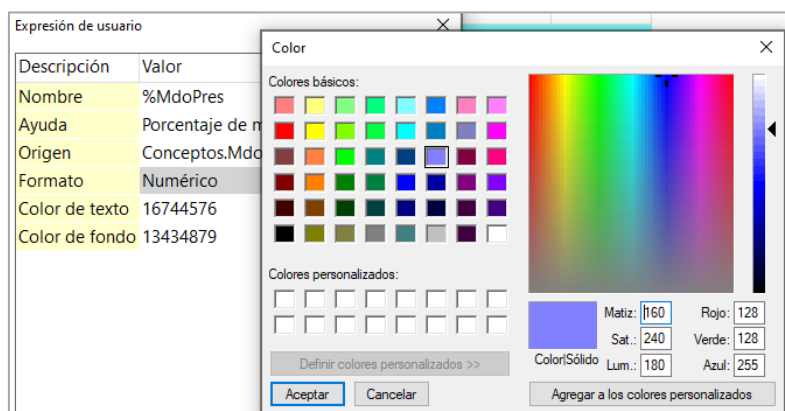 Expresión de usuario
Descripción Valor
Nombre %MdoPres
Ayuda Porcentaje de
Origen Conceptos.Mdo
Formato Numérico
Color de texto 16744576
Color de fondo 13434879
Color
Colores básicos:
Colores personalizados:
Definir colores personalizados >>
Aceptar Cancelar
Color|Sólido
Matiz: 160 Rojo: 128
Sat.: 240 Verde: 128
Lum.: 180 Azul: 255
Agregar a los colores personalizados